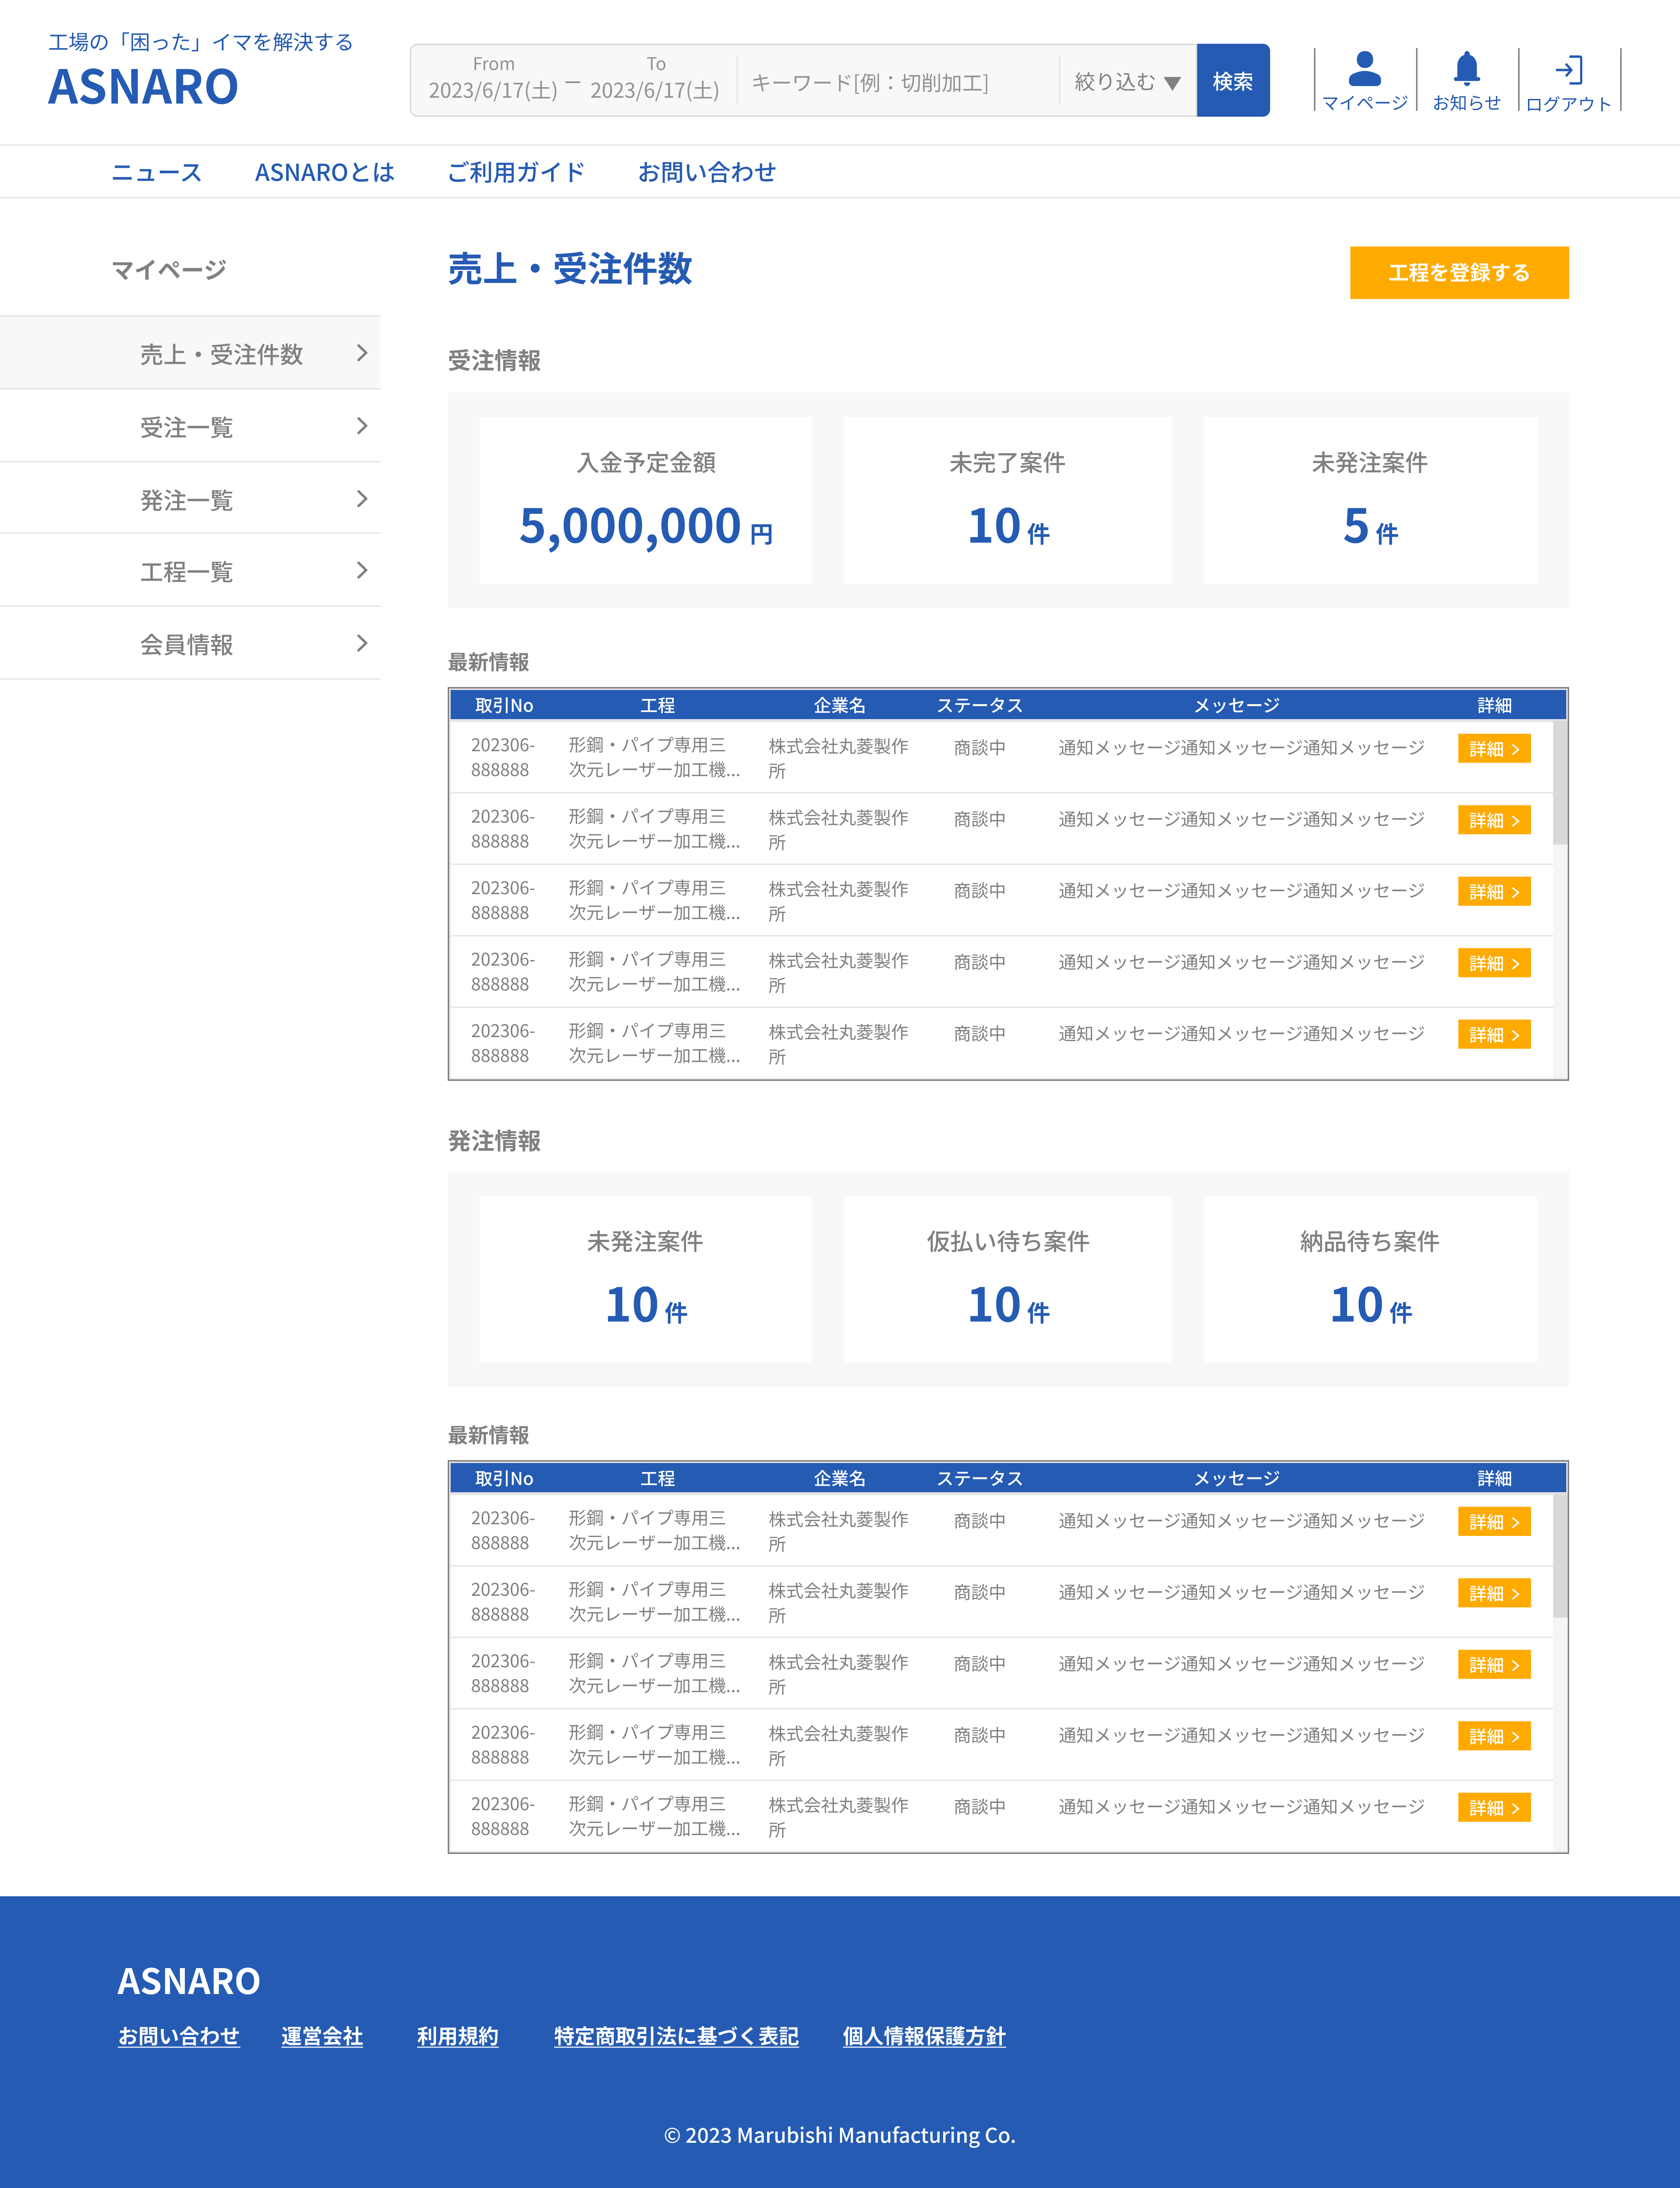 工場の「困った」イマを解決する
ASNARO
From
To
2023/6/17(土) ー 2023/6/17(土)
キーワード[例：切削加工]
絞り込む ▼
検索
マイページ
お知らせ
ログアウト
ニュース ASNAROとは ご利用ガイド お問い合わせ
マイページ
売上・受注件数
受注一覧
発注一覧
工程一覧
会員情報
売上・受注件数
工程を登録する
受注情報
入金予定金額
5,000,000 円
未完了案件
10 件
未発注案件
5 件
最新情報
取引No 工程 企業名 ステータス メッセージ 詳細
202306-
888888
形鋼・パイプ専用三
次元レーザー加工機...
株式会社丸菱製作
所
商談中
通知メッセージ通知メッセージ通知メッセージ
詳細 >
202306-
888888
形鋼・パイプ専用三
次元レーザー加工機...
株式会社丸菱製作
所
商談中
通知メッセージ通知メッセージ通知メッセージ
詳細 >
202306-
888888
形鋼・パイプ専用三
次元レーザー加工機...
株式会社丸菱製作
所
商談中
通知メッセージ通知メッセージ通知メッセージ
詳細 >
202306-
888888
形鋼・パイプ専用三
次元レーザー加工機...
株式会社丸菱製作
所
商談中
通知メッセージ通知メッセージ通知メッセージ
詳細 >
202306-
888888
形鋼・パイプ専用三
次元レーザー加工機...
株式会社丸菱製作
所
商談中
通知メッセージ通知メッセージ通知メッセージ
詳細 >
発注情報
未発注案件
10 件
仮払い待ち案件
10 件
納品待ち案件
10 件
最新情報
取引No 工程 企業名 ステータス メッセージ 詳細
202306-
888888
形鋼・パイプ専用三
次元レーザー加工機...
株式会社丸菱製作
所
商談中
通知メッセージ通知メッセージ通知メッセージ
詳細 >
202306-
888888
形鋼・パイプ専用三
次元レーザー加工機...
株式会社丸菱製作
所
商談中
通知メッセージ通知メッセージ通知メッセージ
詳細 >
202306-
888888
形鋼・パイプ専用三
次元レーザー加工機...
株式会社丸菱製作
所
商談中
通知メッセージ通知メッセージ通知メッセージ
詳細 >
202306-
888888
形鋼・パイプ専用三
次元レーザー加工機...
株式会社丸菱製作
所
商談中
通知メッセージ通知メッセージ通知メッセージ
詳細 >
202306-
888888
形鋼・パイプ専用三
次元レーザー加工機...
株式会社丸菱製作
所
商談中
通知メッセージ通知メッセージ通知メッセージ
詳細 >
ASNARO
お問い合わせ 運営会社 利用規約 特定商取引法に基づく表記 個人情報保護方針
© 2023 Marubishi Manufacturing Co.